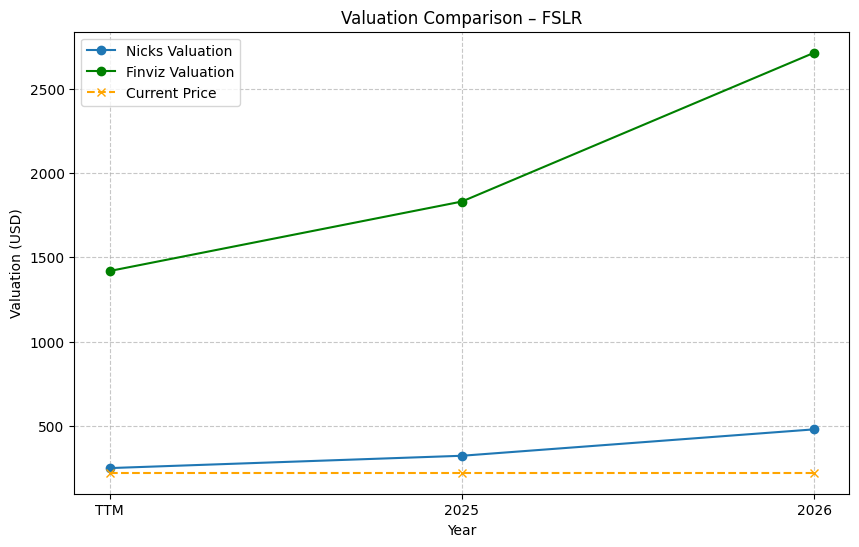 Valuation Comparison – FSLR
Nicks Valuation
Finviz Valuation
Current Price
Valuation (USD)
2500
2000
1500
1000
500
TTM
2025
2026
Year